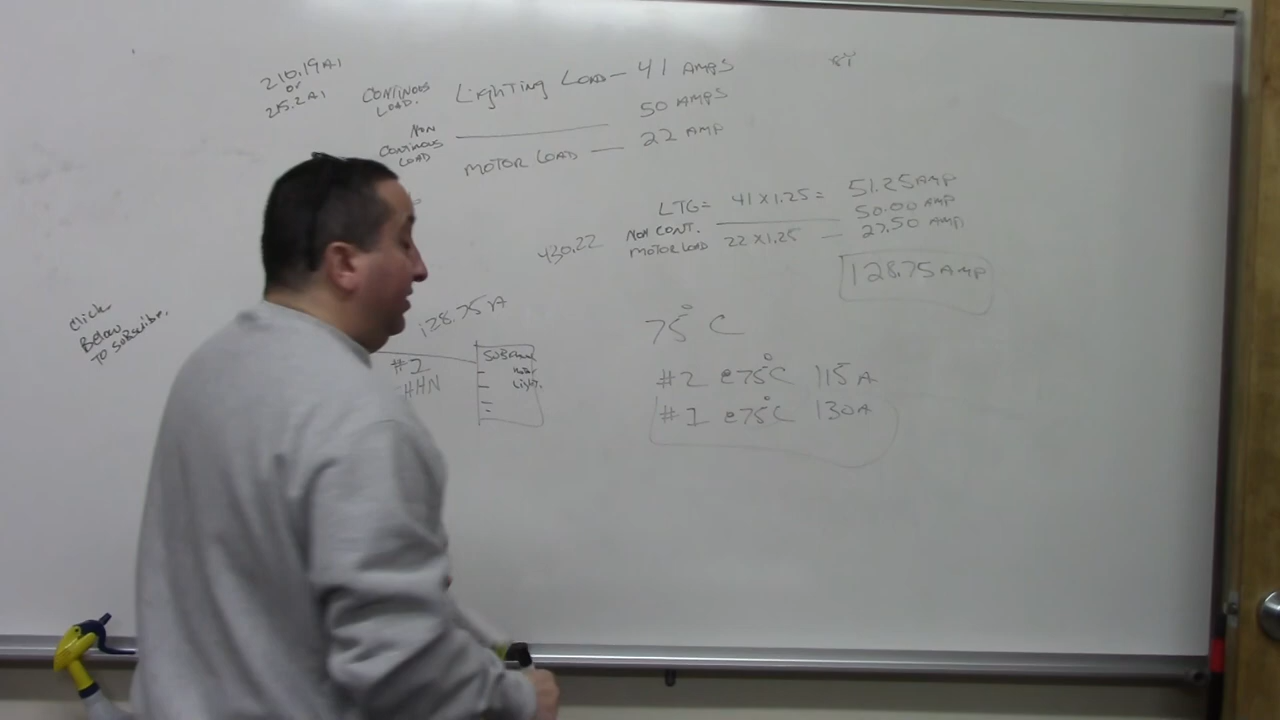 210.19A1
or
215.2A1
CONTINOUS LOAD. Lighting Load - 41 AMPS
50 AMPS
NON CONTINOUS LOAD
MOTOR LOAD — 22 AMP
LTG= 41 x 1.25 = 51.25 AMP
NON CONT. 50.00 AMP
430.22 MOTOR LOAD 22 x 1.25 — 27.50 AMP
128.75 AMP
Click
Below
TO SUBSCRIBE.
128.75 A
#2
HHN
Light.
75° C
#2 @ 75°C 115 A
#1 @ 75°C 130A